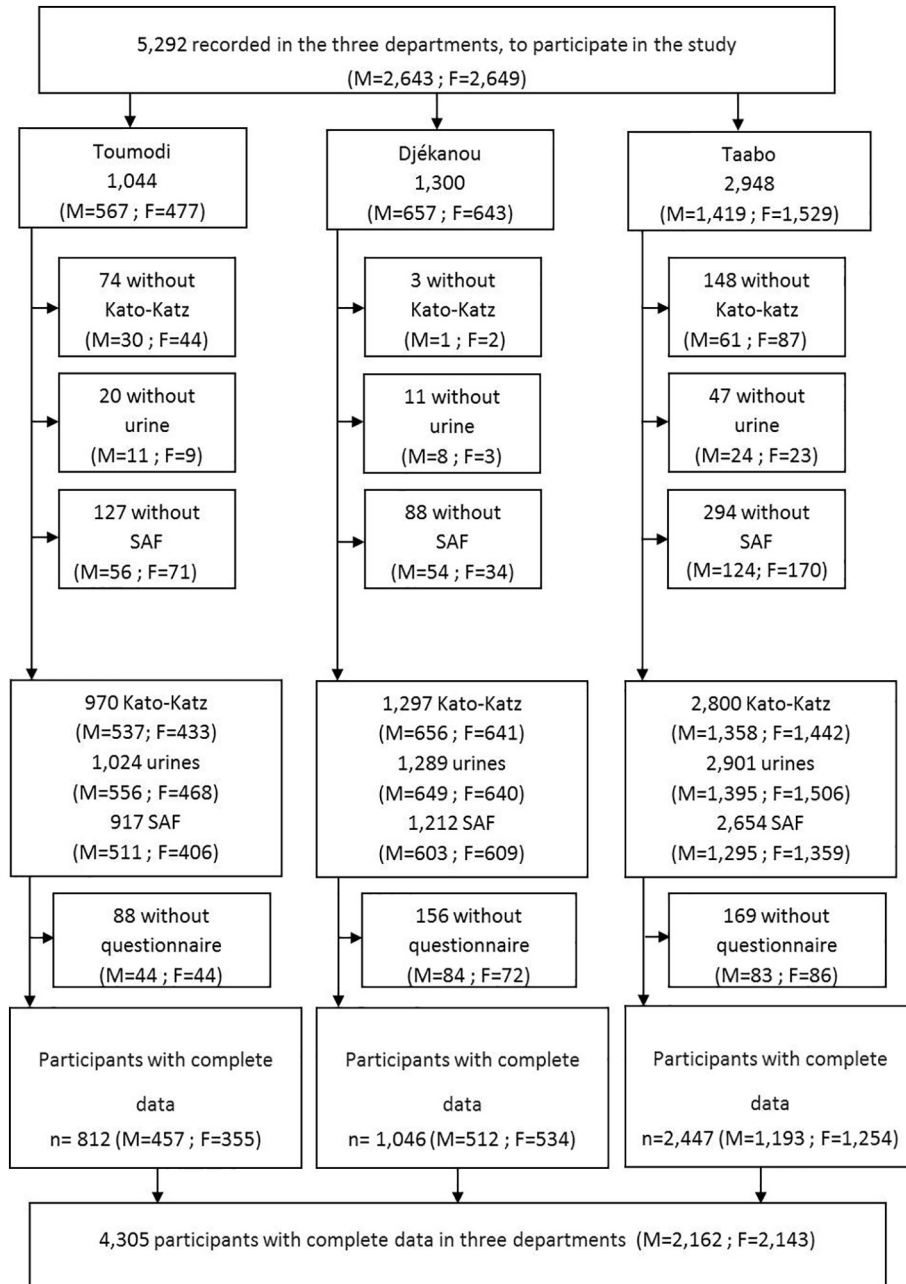 5,292 recorded in the three departments, to participate in the study
(M=2,643 ; F=2,649)
Toumodi
1,044
(M=567 ; F=477)
Djékanou
1,300
(M=657 ; F=643)
Taabo
2,948
(M=1,419 ; F=1,529)
74 without
Kato-Katz
(M=30 ; F=44)
3 without
Kato-Katz
(M=1 ; F=2)
148 without
Kato-katz
(M=61 ; F=87)
20 without
urine
(M=11 ; F=9)
11 without
urine
(M=8 ; F=3)
47 without
urine
(M=24 ; F=23)
127 without
SAF
(M=56 ; F=71)
88 without
SAF
(M=54 ; F=34)
294 without
SAF
(M=124; F=170)
970 Kato-Katz
(M=537; F=433)
1,024 urines
(M=556 ; F=468)
917 SAF
(M=511 ; F=406)
1,297 Kato-Katz
(M=656 ; F=641)
1,289 urines
(M=649 ; F=640)
1,212 SAF
(M=603 ; F=609)
2,800 Kato-Katz
(M=1,358 ; F=1,442)
2,901 urines
(M=1,395 ; F=1,506)
2,654 SAF
(M=1,295 ; F=1,359)
88 without
questionnaire
(M=44 ; F=44)
156 without
questionnaire
(M=84 ; F=72)
169 without
questionnaire
(M=83 ; F=86)
Participants with complete
data
n= 812 (M=457 ; F=355)
Participants with complete
data
n= 1,046 (M=512 ; F=534)
Participants with complete
data
n=2,447 (M=1,193 ; F=1,254)
4,305 participants with complete data in three departments (M=2,162 ; F=2,143)